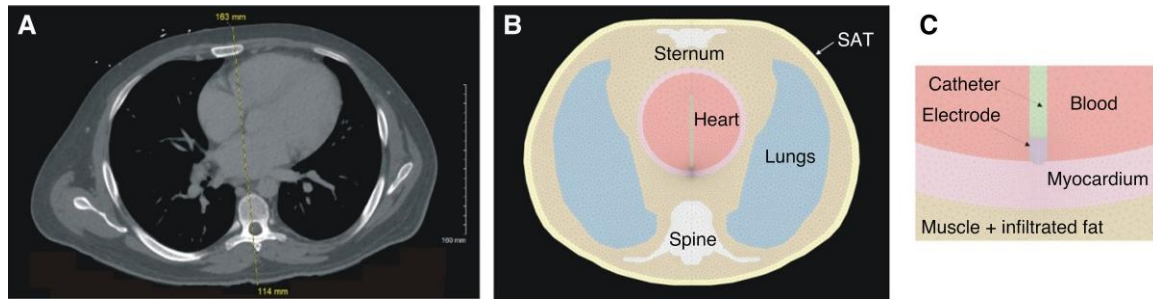 A
163 mm
160 mm
114 mm
B
Sternum
SAT
Heart
Lungs
Spine
C
Catheter
Blood
Electrode
Myocardium
Muscle + infiltrated fat